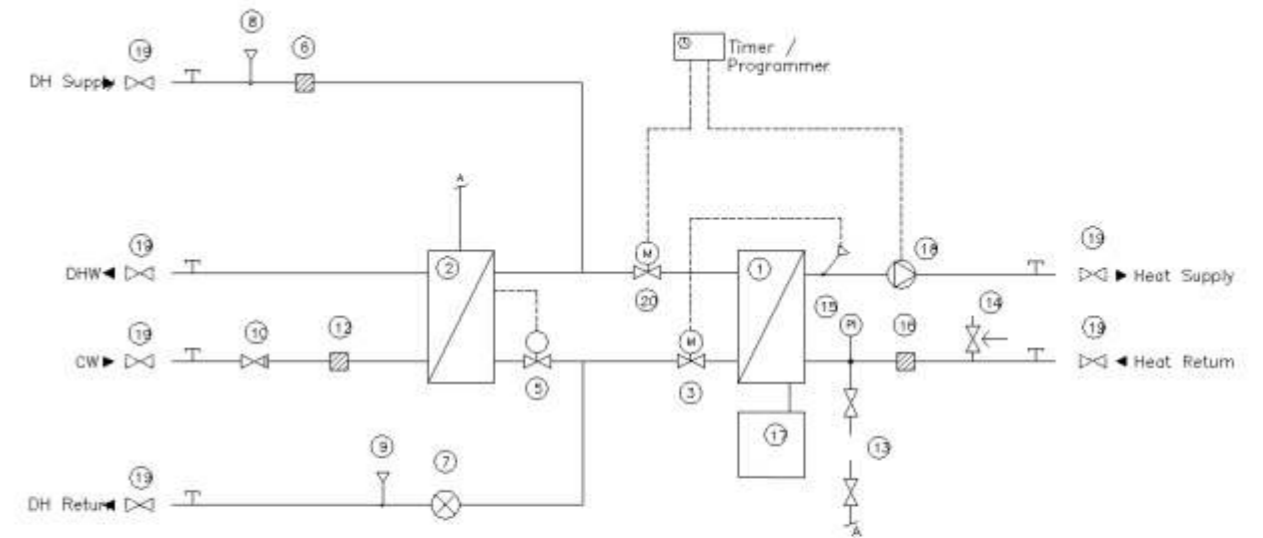 8
6
19
Timer /
Programmer
DH Supply
A
19
M
18
19
DHW
2
1
Heat Supply
20
15
14
19
10
12
M
PI
16
19
CW
Heat Return
5
3
9
7
17
13
19
DH Return
A